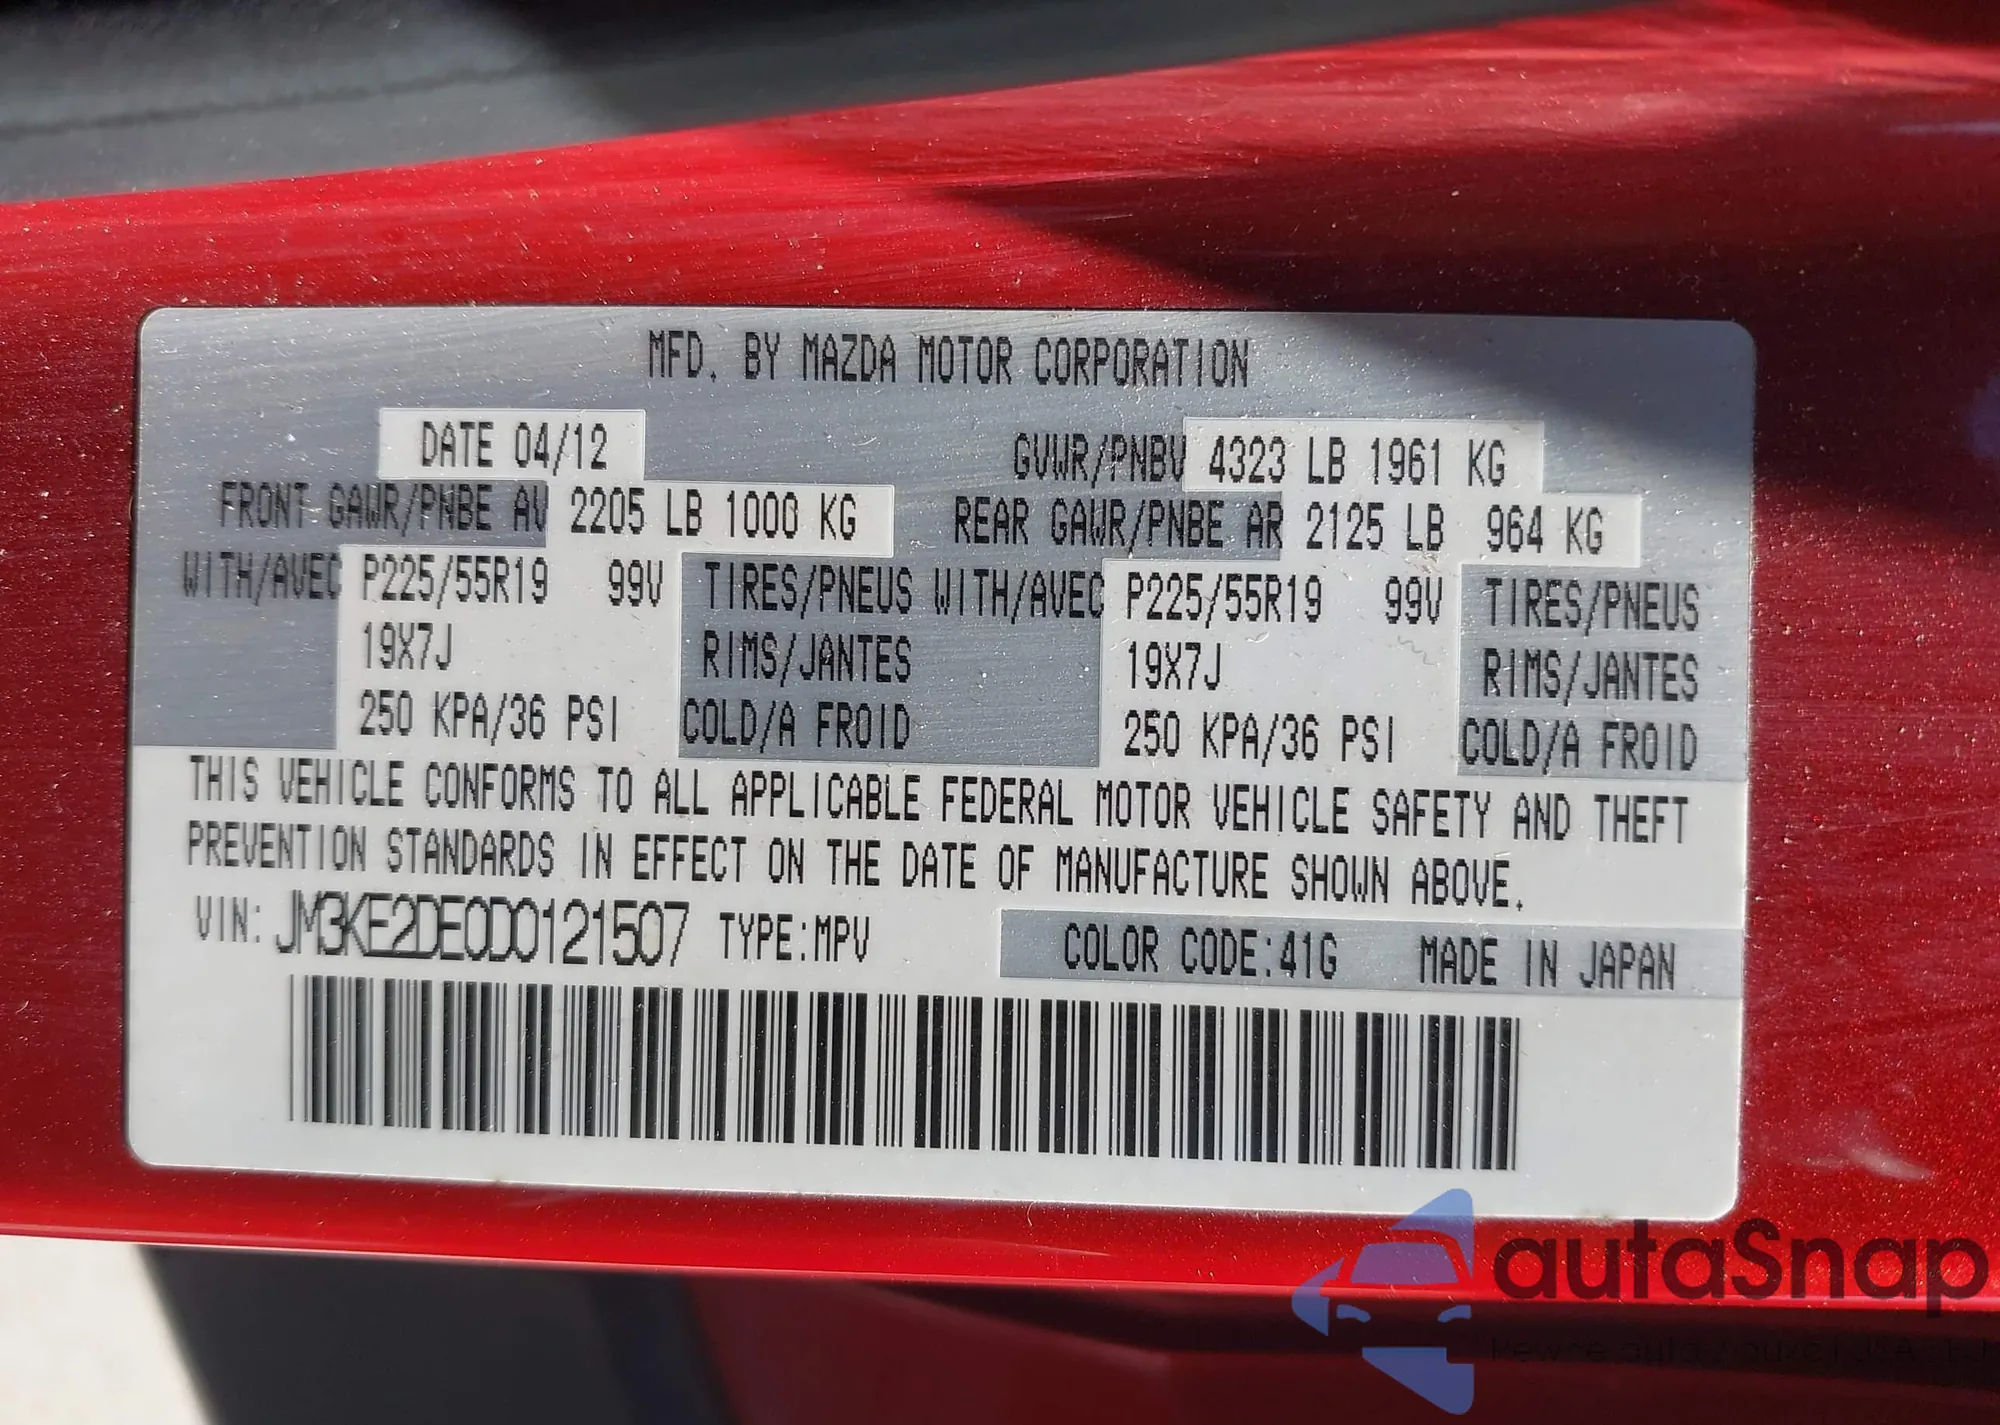 MFD. BY MAZDA MOTOR CORPORATION
DATE 04/12 GVWR/PNBV 4323 LB 1961 KG
FRONT GAWR/PNBE AV 2205 LB 1000 KG REAR GAWR/PNBE AR 2125 LB 964 KG
WITH/AVEC P225/55R19 99V TIRES/PNEUS WITH/AVEC P225/55R19 99V TIRES/PNEUS
19X7J RIMS/JANTES 19X7J RIMS/JANTES
250 KPA/36 PSI COLD/A FROID 250 KPA/36 PSI COLD/A FROID
THIS VEHICLE CONFORMS TO ALL APPLICABLE FEDERAL MOTOR VEHICLE SAFETY AND THEFT
PREVENTION STANDARDS IN EFFECT ON THE DATE OF MANUFACTURE SHOWN ABOVE.
VIN: JM3KE2DE0D0121507 TYPE:MPV COLOR CODE:41G MADE IN JAPAN
autaSnap